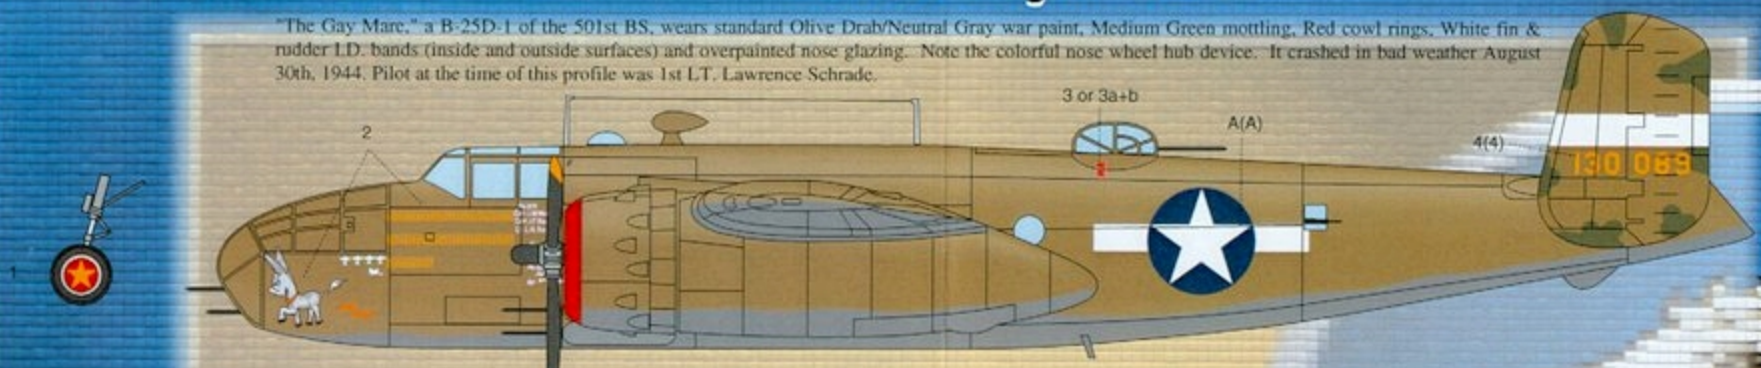 "The Gay Mare," a B-25D-1 of the 501st BS, wears standard Olive Drab/Neutral Gray war paint, Medium Green mottling, Red cowl rings, White fin &
rudder I.D. bands (inside and outside surfaces) and overpainted nose glazing. Note the colorful nose wheel hub device. It crashed in bad weather August
30th, 1944. Pilot at the time of this profile was 1st LT. Lawrence Schrade.
3 or 3a+b
2
A(A)
4(4)
130 089
1